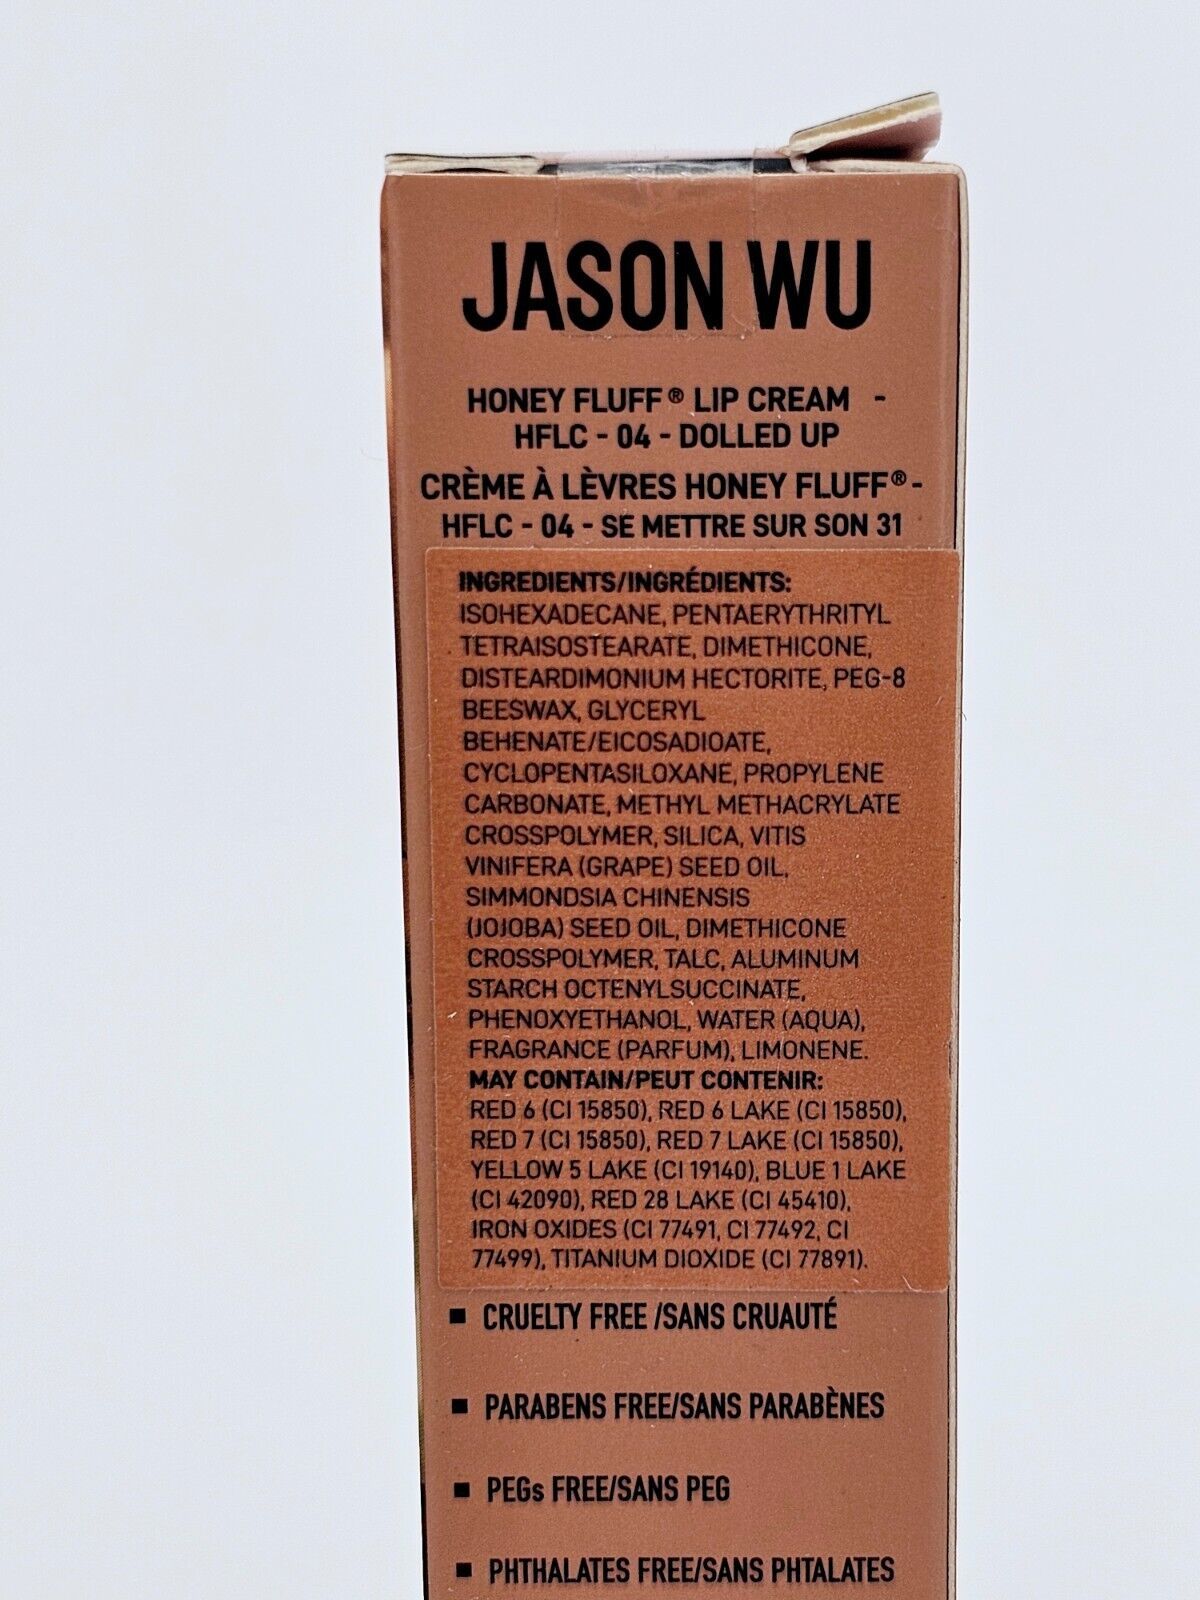 JASON WU
HONEY FLUFF® LIP CREAM -
HFLC - 04 - DOLLED UP
CRÈME À LÈVRES HONEY FLUFF® -
HFLC - 04 - SE METTRE SUR SON 31
INGREDIENTS/INGRÉDIENTS:
ISOHEXADECANE, PENTAERYTHRITYL
TETRAISOSTEARATE, DIMETHICONE,
DISTEARDIMONIUM HECTORITE, PEG-8
BEESWAX, GLYCERYL
BEHENATE/EICOSADIOATE,
CYCLOPENTASILOXANE, PROPYLENE
CARBONATE, METHYL METHACRYLATE
CROSSPOLYMER, SILICA, VITIS
VINIFERA (GRAPE) SEED OIL,
SIMMONDSIA CHINENSIS
(JOJOBA) SEED OIL, DIMETHICONE
CROSSPOLYMER, TALC, ALUMINUM
STARCH OCTENYLSUCCINATE,
PHENOXYETHANOL, WATER (AQUA),
FRAGRANCE (PARFUM), LIMONENE.
MAY CONTAIN/PEUT CONTENIR:
RED 6 (CI 15850), RED 6 LAKE (CI 15850),
RED 7 (CI 15850), RED 7 LAKE (CI 15850),
YELLOW 5 LAKE (CI 19140), BLUE 1 LAKE
(CI 42090), RED 28 LAKE (CI 45410),
IRON OXIDES (CI 77491, CI 77492, CI
77499), TITANIUM DIOXIDE (CI 77891).
▪ CRUELTY FREE /SANS CRUAUTÉ
▪ PARABENS FREE/SANS PARABÈNES
▪ PEGs FREE/SANS PEG
▪ PHTHALATES FREE/SANS PHTALATES